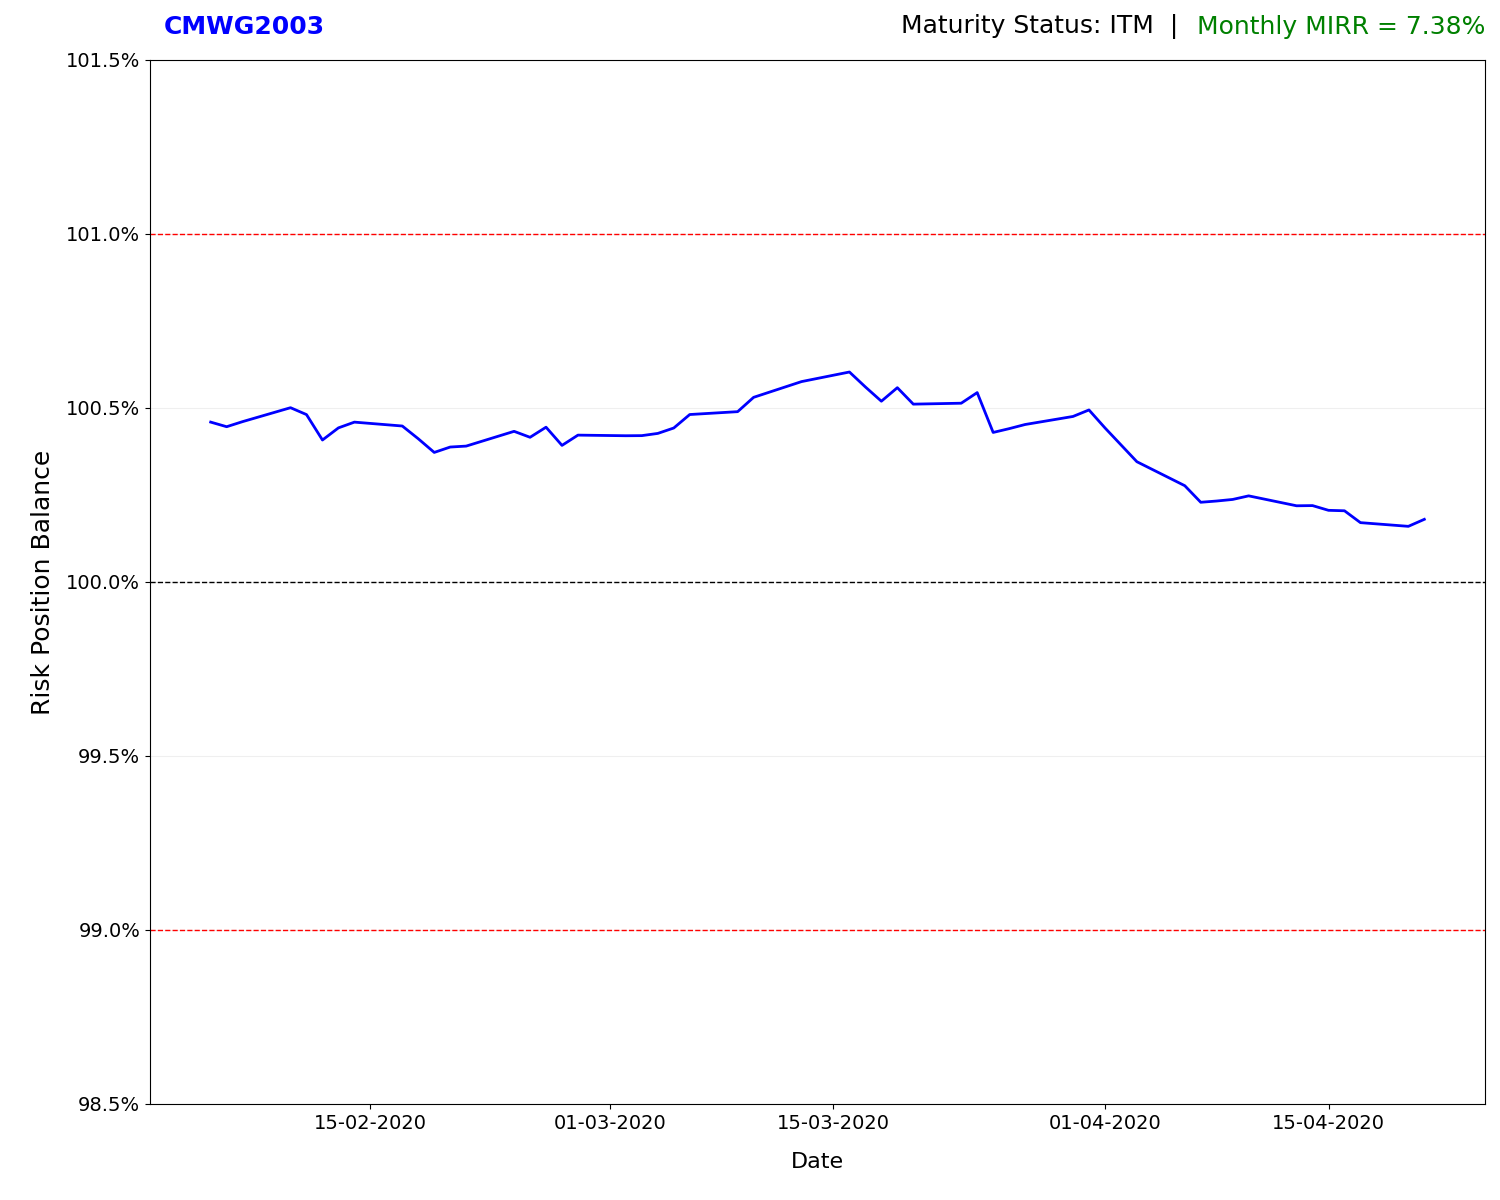 CMWG2003
Maturity Status: ITM | Monthly MIRR = 7.38%
101.5%
101.0%
100.5%
100.0%
99.5%
99.0%
98.5%
Risk Position Balance
15-02-2020 01-03-2020 15-03-2020 01-04-2020 15-04-2020
Date